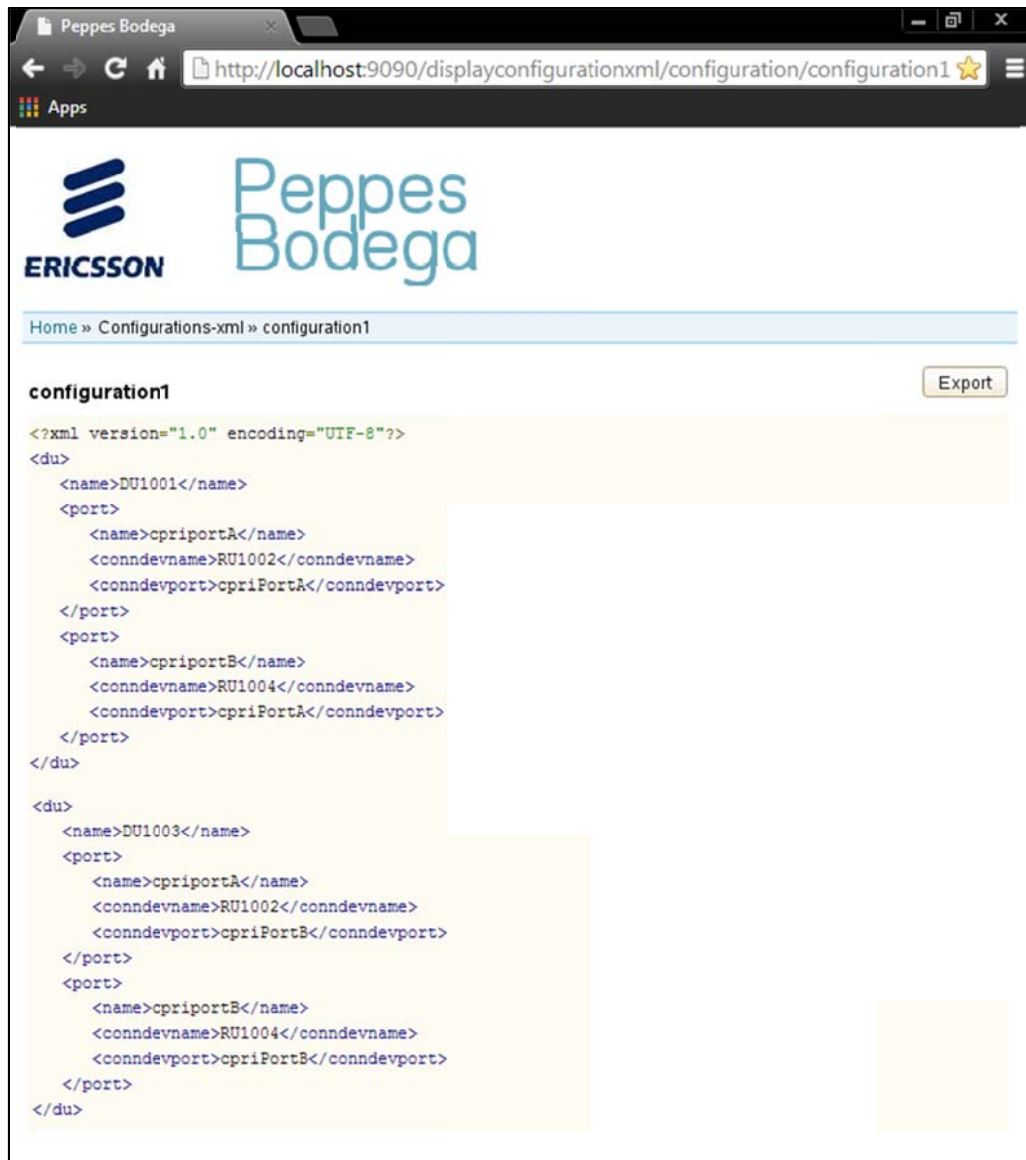 Peppes Bodega
http://localhost:9090/displayconfigurationxml/configuration/configuration1
Apps
ERICSSON
Peppes
Bodega
Home » Configurations-xml » configuration1
configuration1
Export
<?xml version="1.0" encoding="UTF-8"?>
<du>
<name>DU1001</name>
<port>
<name>cpriportA</name>
<conndevname>RU1002</conndevname>
<conndevport>cpriPortA</conndevport>
</port>
<port>
<name>cpriportB</name>
<conndevname>RU1004</conndevname>
<conndevport>cpriPortA</conndevport>
</port>
</du>
<du>
<name>DU1003</name>
<port>
<name>cpriportA</name>
<conndevname>RU1002</conndevname>
<conndevport>cpriPortB</conndevport>
</port>
<port>
<name>cpriportB</name>
<conndevname>RU1004</conndevname>
<conndevport>cpriPortB</conndevport>
</port>
</du>